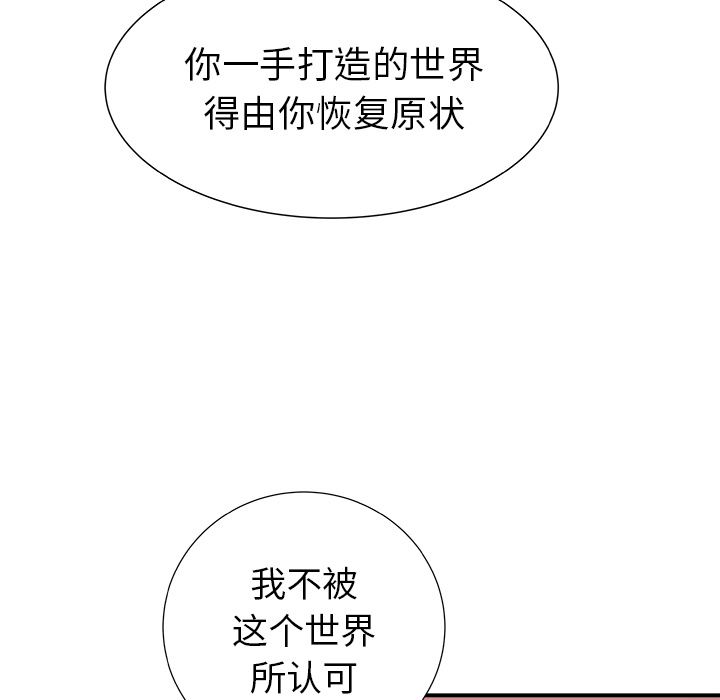 你一手打造的世界
得由你恢复原状
我不被
这个世界
所认可